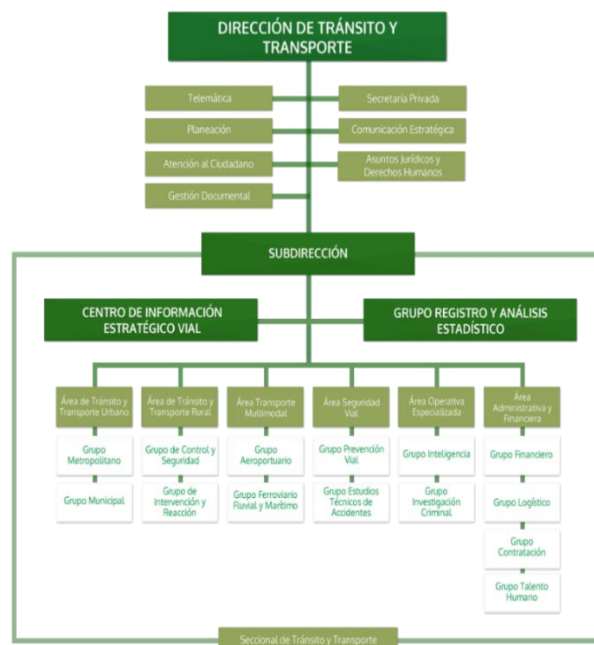 DIRECCIÓN DE TRÁNSITO Y
TRANSPORTE
Telemática
Secretaría Privada
Planeación
Comunicación Estratégica
Atención al Ciudadano
Asuntos Jurídicos y
Derechos Humanos
Gestión Documental
SUBDIRECCIÓN
CENTRO DE INFORMACIÓN
ESTRATÉGICO VIAL
GRUPO REGISTRO Y ANÁLISIS
ESTADÍSTICO
Área de Tránsito y
Transporte Urbano
Área de Tránsito y
Transporte Rural
Área Transporte
Multimodal
Área Seguridad
Vial
Área Operativa
Especializada
Área
Administrativa y
Financiera
Grupo
Metropolitano
Grupo de Control y
Seguridad
Grupo
Aeroportuario
Grupo Prevención
Vial
Grupo Inteligencia
Grupo Financiero
Grupo Municipal
Grupo de
Intervención y
Reacción
Grupo Ferroviario
Fluvial y Marítimo
Grupo Estudios
Técnicos de
Accidentes
Grupo
Investigación
Criminal
Grupo Logístico
Grupo
Contratación
Grupo Talento
Humano
Seccional de Tránsito y Transporte